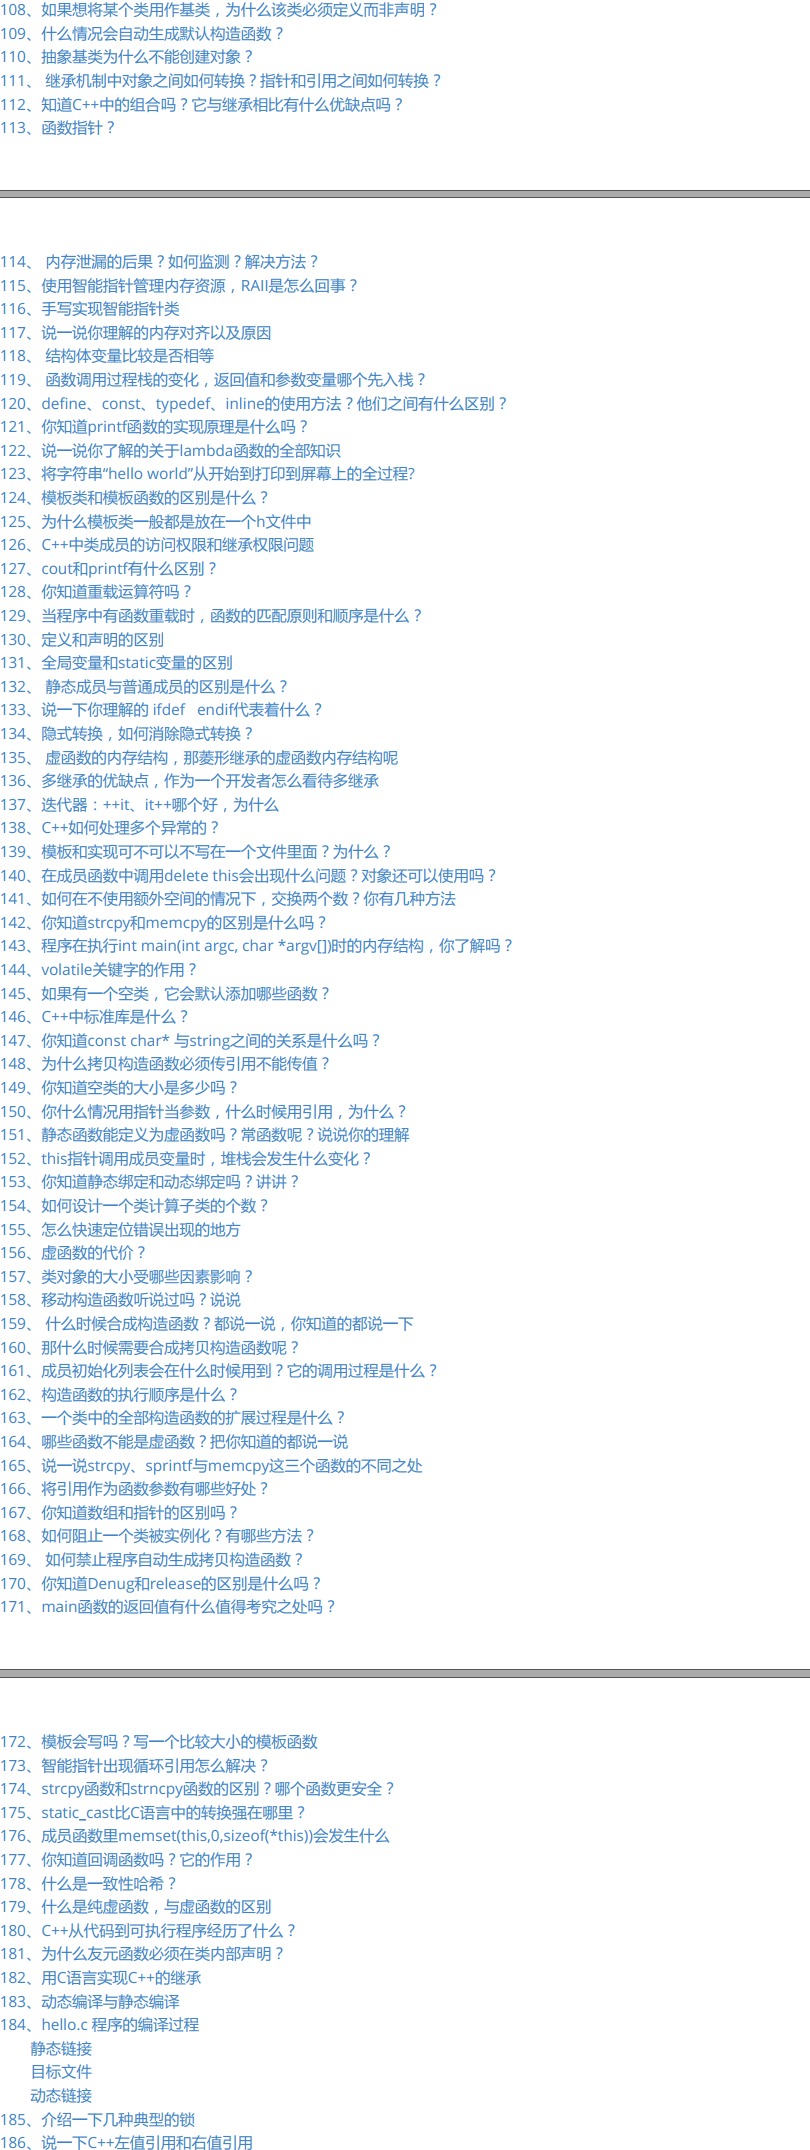 108、如果想将某个类用作基类，为什么该类必须定义而非声明？
109、什么情况会自动生成默认构造函数？
110、抽象基类为什么不能创建对象？
111、 继承机制中对象之间如何转换？指针和引用之间如何转换？
112、知道C++中的组合吗？它与继承相比有什么优缺点吗？
113、函数指针？
114、 内存泄漏的后果？如何监测？解决方法？
115、使用智能指针管理内存资源，RAII是怎么回事？
116、手写实现智能指针类
117、说一说你理解的内存对齐以及原因
118、 结构体变量比较是否相等
119、 函数调用过程栈的变化，返回值和参数变量哪个先入栈？
120、define、const、typedef、inline的使用方法？他们之间有什么区别？
121、你知道printf函数的实现原理是什么吗？
122、说一说你了解的关于lambda函数的全部知识
123、将字符串“hello world”从开始到打印到屏幕上的全过程?
124、模板类和模板函数的区别是什么？
125、为什么模板类一般都是放在一个h文件中
126、C++中类成员的访问权限和继承权限问题
127、cout和printf有什么区别？
128、你知道重载运算符吗？
129、当程序中有函数重载时，函数的匹配原则和顺序是什么？
130、定义和声明的区别
131、全局变量和static变量的区别
132、 静态成员与普通成员的区别是什么？
133、说一下你理解的 ifdef   endif代表着什么？
134、隐式转换，如何消除隐式转换？
135、 虚函数的内存结构，那菱形继承的虚函数内存结构呢
136、多继承的优缺点，作为一个开发者怎么看待多继承
137、迭代器：++it、it++哪个好，为什么
138、C++如何处理多个异常的？
139、模板和实现可不可以不写在一个文件里面？为什么？
140、在成员函数中调用delete this会出现什么问题？对象还可以使用吗？
141、如何在不使用额外空间的情况下，交换两个数？你有几种方法
142、你知道strcpy和memcpy的区别是什么吗？
143、程序在执行int main(int argc, char *argv[])时的内存结构，你了解吗？
144、volatile关键字的作用？
145、如果有一个空类，它会默认添加哪些函数？
146、C++中标准库是什么？
147、你知道const char* 与string之间的关系是什么吗？
148、为什么拷贝构造函数必须传引用不能传值？
149、你知道空类的大小是多少吗？
150、你什么情况用指针当参数，什么时候用引用，为什么？
151、静态函数能定义为虚函数吗？常函数呢？说说你的理解
152、this指针调用成员变量时，堆栈会发生什么变化？
153、你知道静态绑定和动态绑定吗？讲讲？
154、如何设计一个类计算子类的个数？
155、怎么快速定位错误出现的地方
156、虚函数的代价？
157、类对象的大小受哪些因素影响？
158、移动构造函数听说过吗？说说
159、 什么时候合成构造函数？都说一说，你知道的都说一下
160、那什么时候需要合成拷贝构造函数呢？
161、成员初始化列表会在什么时候用到？它的调用过程是什么？
162、构造函数的执行顺序是什么？
163、一个类中的全部构造函数的扩展过程是什么？
164、哪些函数不能是虚函数？把你知道的都说一说
165、说一说strcpy、sprintf与memcpy这三个函数的不同之处
166、将引用作为函数参数有哪些好处？
167、你知道数组和指针的区别吗？
168、如何阻止一个类被实例化？有哪些方法？
169、 如何禁止程序自动生成拷贝构造函数？
170、你知道Denug和release的区别是什么吗？
171、main函数的返回值有什么值得考究之处吗？
172、模板会写吗？写一个比较大小的模板函数
173、智能指针出现循环引用怎么解决？
174、strcpy函数和strncpy函数的区别？哪个函数更安全？
175、static_cast比C语言中的转换强在哪里？
176、成员函数里memset(this,0,sizeof(*this))会发生什么
177、你知道回调函数吗？它的作用？
178、什么是一致性哈希？
179、什么是纯虚函数，与虚函数的区别
180、C++从代码到可执行程序经历了什么？
181、为什么友元函数必须在类内部声明？
182、用C语言实现C++的继承
183、动态编译与静态编译
184、hello.c 程序的编译过程
静态链接
目标文件
动态链接
185、介绍一下几种典型的锁
186、说一下C++左值引用和右值引用